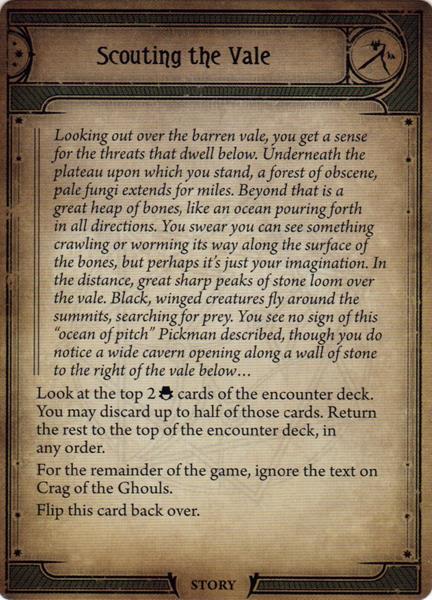 Scouting the Vale
Looking out over the barren vale, you get a sense
for the threats that dwell below. Underneath the
plateau upon which you stand, a forest of obscene,
pale fungi extends for miles. Beyond that is a
great heap of bones, like an ocean pouring forth
in all directions. You swear you can see something
crawling or worming its way along the surface of
the bones, but perhaps it's just your imagination. In
the distance, great sharp peaks of stone loom over
the vale. Black, winged creatures fly around the
summits, searching for prey. You see no sign of this
“ocean of pitch” Pickman described, though you do
notice a wide cavern opening along a wall of stone
to the right of the vale below…
Look at the top 2 cards of the encounter deck.
You may discard up to half of those cards. Return
the rest to the top of the encounter deck, in
any order.
For the remainder of the game, ignore the text on
Crag of the Ghouls.
Flip this card back over.
STORY